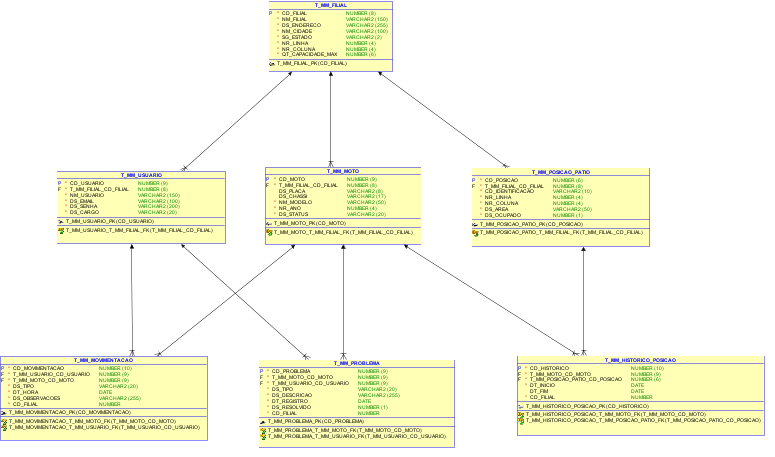 T_MM_FILIAL
P * CD_FILIAL NUMBER (8)
* NM_FILIAL VARCHAR2 (150)
* DS_ENDERECO VARCHAR2 (255)
* NM_CIDADE VARCHAR2 (100)
* SG_ESTADO VARCHAR2 (2)
* NR_LINHA NUMBER (4)
* NR_COLUNA NUMBER (4)
* QT_CAPACIDADE_MAX NUMBER (6)
T_MM_FILIAL_PK (CD_FILIAL)
T_MM_USUARIO
P * CD_USUARIO NUMBER (9)
F * T_MM_FILIAL_CD_FILIAL NUMBER (8)
* NM_USUARIO VARCHAR2 (150)
* DS_EMAIL VARCHAR2 (100)
* DS_SENHA VARCHAR2 (200)
* DS_CARGO VARCHAR2 (20)
T_MM_USUARIO_PK (CD_USUARIO)
T_MM_USUARIO_T_MM_FILIAL_FK (T_MM_FILIAL_CD_FILIAL)
T_MM_MOTO
P * CD_MOTO NUMBER (9)
F * T_MM_FILIAL_CD_FILIAL NUMBER (8)
DS_PLACA VARCHAR2 (8)
DS_CHASSI VARCHAR2 (17)
* NM_MODELO VARCHAR2 (50)
* NR_ANO NUMBER (4)
* DS_STATUS VARCHAR2 (20)
T_MM_MOTO_PK (CD_MOTO)
T_MM_MOTO_T_MM_FILIAL_FK (T_MM_FILIAL_CD_FILIAL)
T_MM_POSICAO_PATIO
P * CD_POSICAO NUMBER (6)
F * T_MM_FILIAL_CD_FILIAL NUMBER (8)
* CD_IDENTIFICACAO VARCHAR2 (10)
* NR_LINHA NUMBER (4)
* NR_COLUNA NUMBER (4)
* DS_AREA VARCHAR2 (50)
* DS_OCUPADO NUMBER (1)
T_MM_POSICAO_PATIO_PK (CD_POSICAO)
T_MM_POSICAO_PATIO_T_MM_FILIAL_FK (T_MM_FILIAL_CD_FILIAL)
T_MM_MOVIMENTACAO
P * CD_MOVIMENTACAO NUMBER (10)
F * T_MM_USUARIO_CD_USUARIO NUMBER (9)
F * T_MM_MOTO_CD_MOTO NUMBER (9)
* DS_TIPO VARCHAR2 (20)
* DT_HORA DATE
* DS_OBSERVACOES VARCHAR2 (255)
* CD_FILIAL NUMBER
T_MM_MOVIMENTACAO_PK (CD_MOVIMENTACAO)
T_MM_MOVIMENTACAO_T_MM_MOTO_FK (T_MM_MOTO_CD_MOTO)
T_MM_MOVIMENTACAO_T_MM_USUARIO_FK (T_MM_USUARIO_CD_USUARIO)
T_MM_PROBLEMA
P * CD_PROBLEMA NUMBER (9)
F * T_MM_MOTO_CD_MOTO NUMBER (9)
F * T_MM_USUARIO_CD_USUARIO NUMBER (9)
* DS_TIPO VARCHAR2 (20)
* DS_DESCRICAO VARCHAR2 (255)
* DT_REGISTRO DATE
* DS_RESOLVIDO NUMBER (1)
* CD_FILIAL NUMBER
T_MM_PROBLEMA_PK (CD_PROBLEMA)
T_MM_PROBLEMA_T_MM_MOTO_FK (T_MM_MOTO_CD_MOTO)
T_MM_PROBLEMA_T_MM_USUARIO_FK (T_MM_USUARIO_CD_USUARIO)
T_MM_HISTORICO_POSICAO
P * CD_HISTORICO NUMBER (10)
F * T_MM_MOTO_CD_MOTO NUMBER (9)
F * T_MM_POSICAO_PATIO_CD_POSICAO NUMBER (6)
* DT_INICIO DATE
DT_FIM DATE
* CD_FILIAL NUMBER
T_MM_HISTORICO_POSICAO_PK (CD_HISTORICO)
T_MM_HISTORICO_POSICAO_T_MM_MOTO_FK (T_MM_MOTO_CD_MOTO)
T_MM_HISTORICO_POSICAO_T_MM_POSICAO_PATIO_FK (T_MM_POSICAO_PATIO_CD_POSICAO)